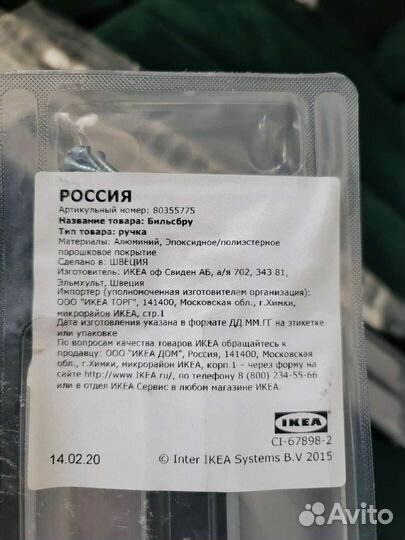 РОССИЯ
Артикульный номер: 80355775
Название товара: Бильсбру
Тип товара: ручка
Материалы: Алюминий, Эпоксидное/полиэстерное
порошковое покрытие
Сделано в: ШВЕЦИЯ
Изготовитель: ИКЕА оф Свиден АБ, а/я 702, 343 81,
Эльмхульт, Швеция
Импортер (уполномоченная изготовителем организация):
ООО "ИКЕА ТОРГ", 141400, Московская обл., г.Химки,
микрорайон ИКЕА, стр.1
Дата изготовления указана в формате ДД.ММ.ГГ на этикетке
или упаковке
По вопросам качества товаров ИКЕА обращайтесь к
продавцу: ООО "ИКЕА ДОМ", Россия, 141400, Московская
обл., г.Химки, микрорайон ИКЕА, корп.1 - через форму на
сайте http://www.IKEA.ru/, по телефону 8 (800) 234-55-66
или в отдел ИКЕА Сервис в любом магазине ИКЕА.
IKEA
CI-67898-2
14.02.20
© Inter IKEA Systems B.V 2015
Avito